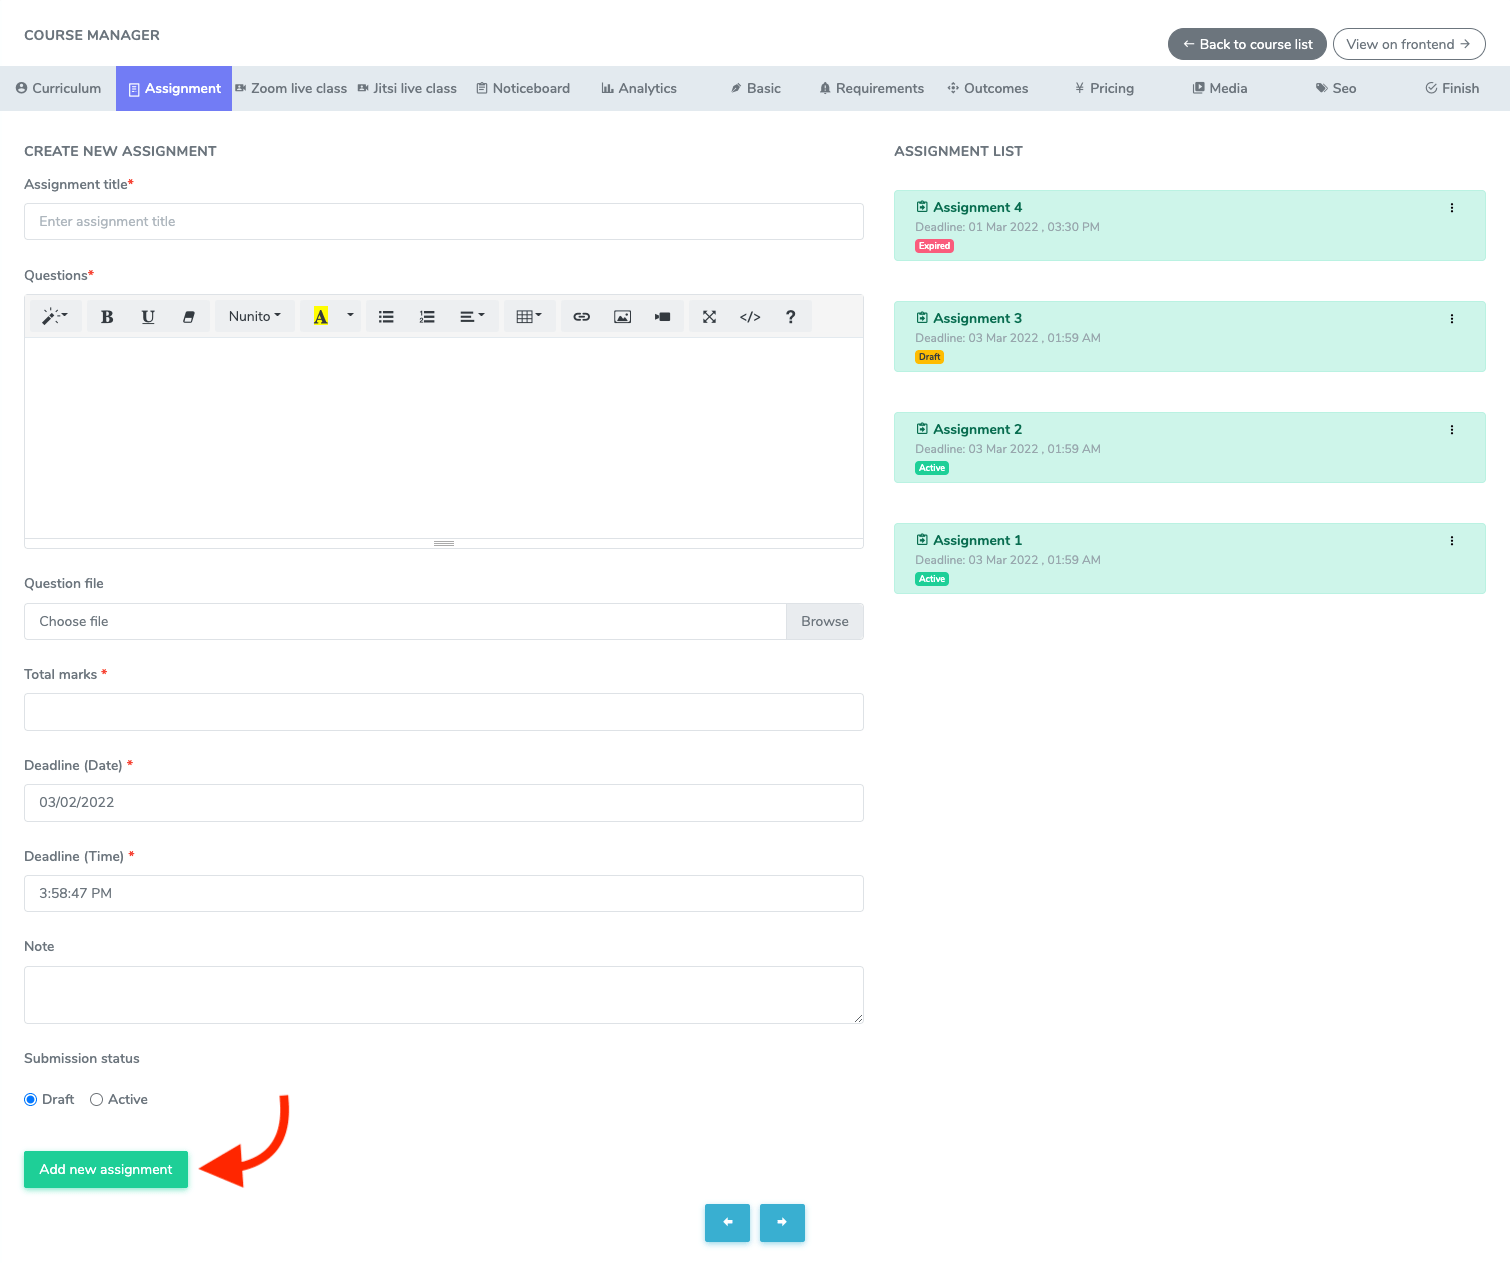 COURSE MANAGER
Back to course list
View on frontend
Curriculum
Assignment
Zoom live class
Jitsi live class
Noticeboard
Analytics
Basic
Requirements
Outcomes
Pricing
Media
Seo
Finish
CREATE NEW ASSIGNMENT
Assignment title*
Enter assignment title
Questions*
B U Nunito A </> ?
Question file
Choose file
Browse
Total marks *
Deadline (Date) *
03/02/2022
Deadline (Time) *
3:58:47 PM
Note
Submission status
Draft
Active
Add new assignment
ASSIGNMENT LIST
Assignment 4
Deadline: 01 Mar 2022 , 03:30 PM
Expired
Assignment 3
Deadline: 03 Mar 2022 , 01:59 AM
Draft
Assignment 2
Deadline: 03 Mar 2022 , 01:59 AM
Active
Assignment 1
Deadline: 03 Mar 2022 , 01:59 AM
Active